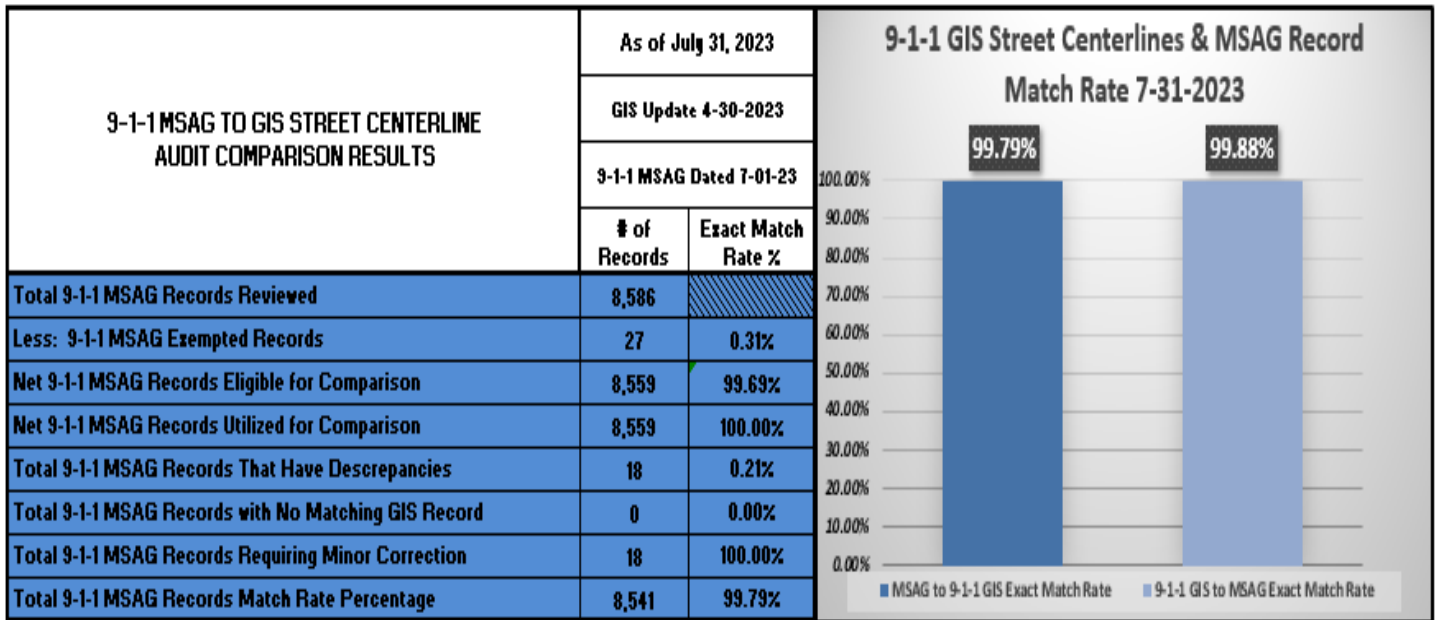 9-1-1 MSAG TO GIS STREET CENTERLINE
AUDIT COMPARISON RESULTS
As of July 31, 2023
GIS Update 4-30-2023
9-1-1 MSAG Dated 7-01-23
# of
Records
Exact Match
Rate %
Total 9-1-1 MSAG Records Reviewed 8,586
Less: 9-1-1 MSAG Exempted Records 27 0.31%
Net 9-1-1 MSAG Records Eligible for Comparison 8,559 99.69%
Net 9-1-1 MSAG Records Utilized for Comparison 8,559 100.00%
Total 9-1-1 MSAG Records That Have Descrepancies 18 0.21%
Total 9-1-1 MSAG Records with No Matching GIS Record 0 0.00%
Total 9-1-1 MSAG Records Requiring Minor Correction 18 100.00%
Total 9-1-1 MSAG Records Match Rate Percentage 8,541 99.79%
9-1-1 GIS Street Centerlines & MSAG Record
Match Rate 7-31-2023
99.79% 99.88%
100.00%
90.00%
80.00%
70.00%
60.00%
50.00%
40.00%
30.00%
20.00%
10.00%
0.00%
MSAG to 9-1-1 GIS Exact Match Rate 9-1-1 GIS to MSAG Exact Match Rate